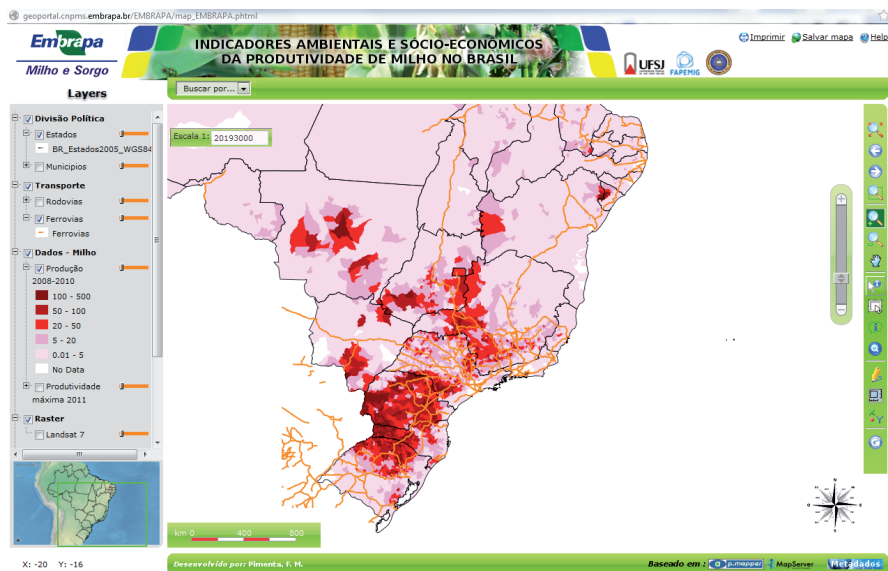 geoportal.cnpms.embrapa.br/EMBRAPA/map_EMBRAPA.phtml
Embrapa
Milho e Sorgo
INDICADORES AMBIENTAIS E SÓCIO-ECONÔMICOS
DA PRODUTIVIDADE DE MILHO NO BRASIL
UFSJ
FAPEMIG
Imprimir Salvar mapa Help
Layers
Buscar por...
Divisão Política
Estados
BR_Estados2005_WGS84
Municipios
Transporte
Rodovias
Ferrovias
Ferrovias
Dados - Milho
Produção
2008-2010
100 - 500
50 - 100
20 - 50
5 - 20
0.01 - 5
No Data
Produtividade
máxima 2011
Raster
Landsat 7
Escala 1: 20193000
km 0 400 800
X: -20 Y: -16
Desenvolvido por: Pimenta, F. M.
Baseado em : p.mapper MapServer Metadados